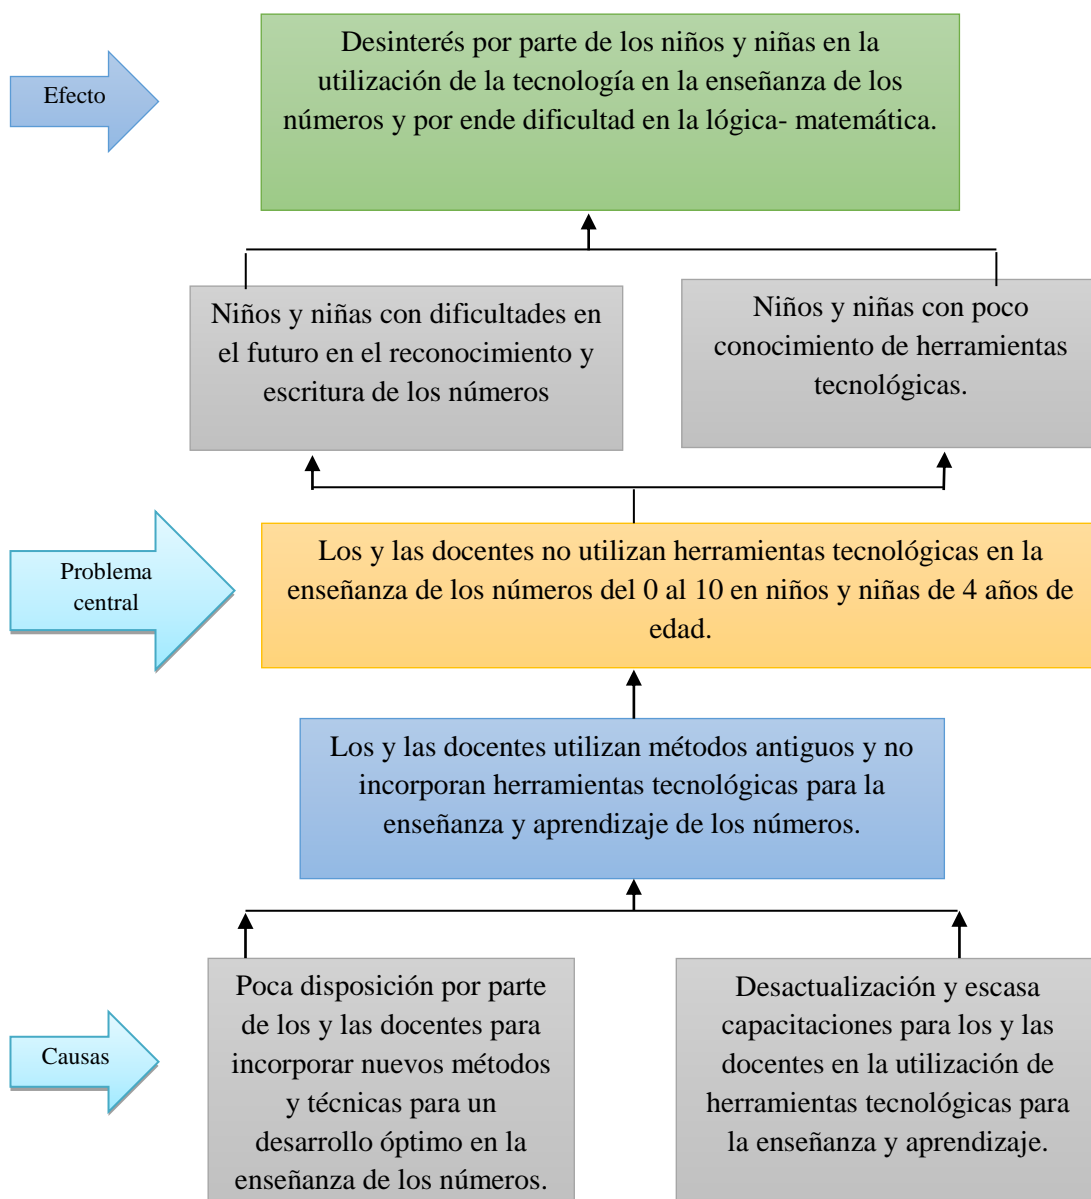 Desinterés por parte de los niños y niñas en la
utilización de la tecnología en la enseñanza de los
números y por ende dificultad en la lógica- matemática.
Efecto
Niños y niñas con dificultades en
el futuro en el reconocimiento y
escritura de los números
Niños y niñas con poco
conocimiento de herramientas
tecnológicas.
Problema
central
Los y las docentes no utilizan herramientas tecnológicas en la
enseñanza de los números del 0 al 10 en niños y niñas de 4 años de
edad.
Los y las docentes utilizan métodos antiguos y no
incorporan herramientas tecnológicas para la
enseñanza y aprendizaje de los números.
Causas
Poca disposición por parte
de los y las docentes para
incorporar nuevos métodos
y técnicas para un
desarrollo óptimo en la
enseñanza de los números.
Desactualización y escasa
capacitaciones para los y las
docentes en la utilización de
herramientas tecnológicas para
la enseñanza y aprendizaje.